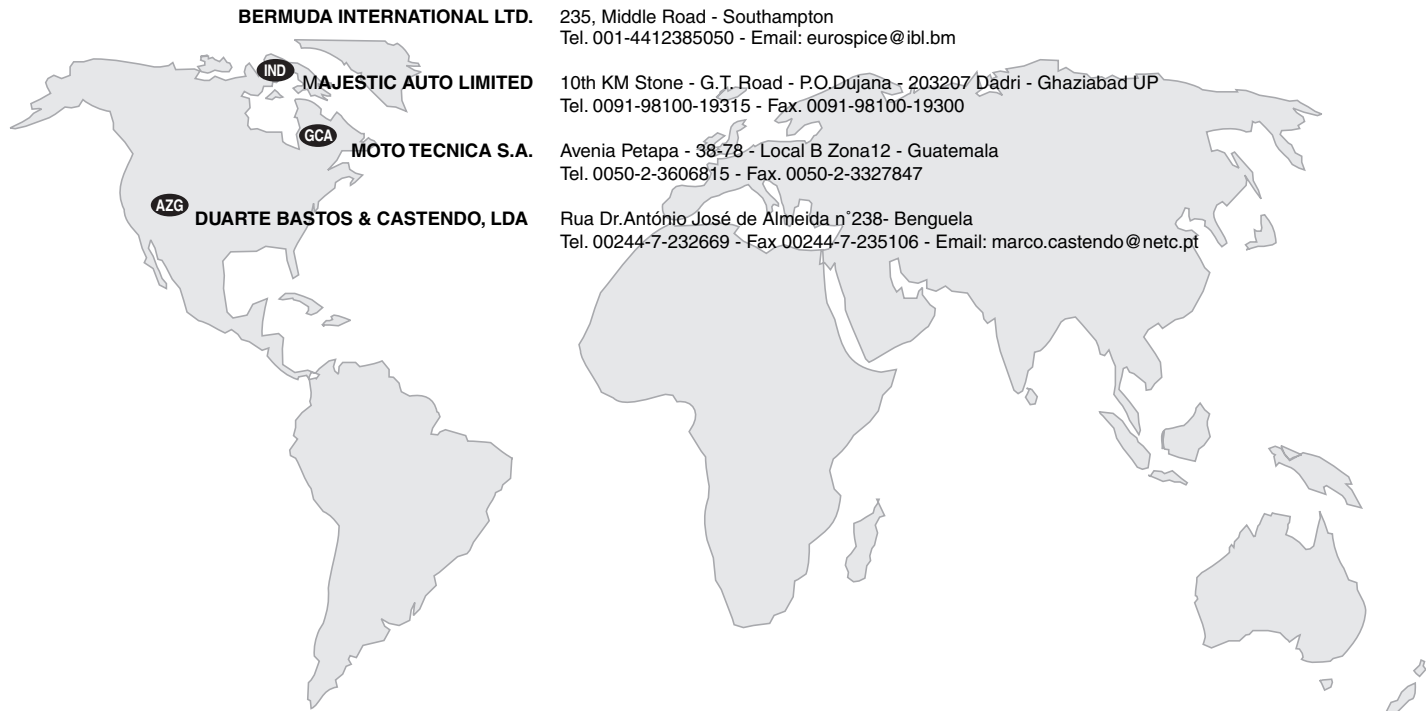 BERMUDA INTERNATIONAL LTD. 235, Middle Road - Southampton
Tel. 001-4412385050 - Email: eurospice@ibl.bm
IND MAJESTIC AUTO LIMITED 10th KM Stone - G.T. Road - P.O.Dujana - 203207 Dadri - Ghaziabad UP
Tel. 0091-98100-19315 - Fax. 0091-98100-19300
GCA MOTO TECNICA S.A. Avenia Petapa - 38-78 - Local B Zona12 - Guatemala
Tel. 0050-2-3606815 - Fax. 0050-2-3327847
AZG DUARTE BASTOS & CASTENDO, LDA Rua Dr.António José de Almeida n°238- Benguela
Tel. 00244-7-232669 - Fax 00244-7-235106 - Email: marco.castendo@netc.pt